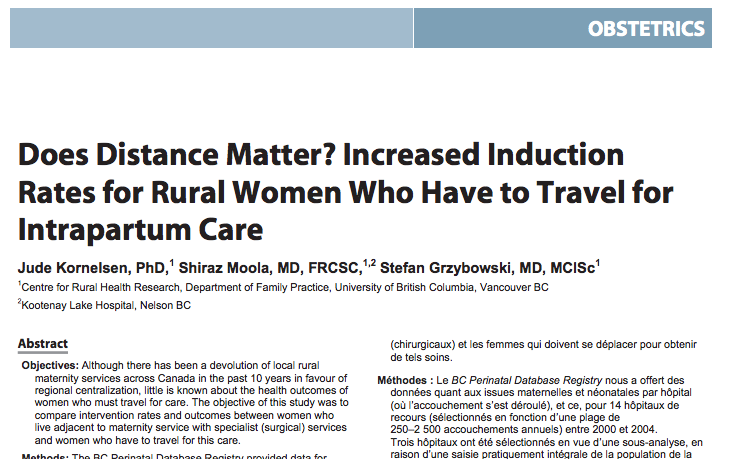 OBSTETRICS
Does Distance Matter? Increased Induction
Rates for Rural Women Who Have to Travel for
Intrapartum Care
Jude Kornelsen, PhD,1 Shiraz Moola, MD, FRCSC,1,2 Stefan Grzybowski, MD, MClSc1
1Centre for Rural Health Research, Department of Family Practice, University of British Columbia, Vancouver BC
2Kootenay Lake Hospital, Nelson BC
Abstract
Objectives: Although there has been a devolution of local rural
maternity services across Canada in the past 10 years in favour of
regional centralization, little is known about the health outcomes of
women who must travel for care. The objective of this study was to
compare intervention rates and outcomes between women who
live adjacent to maternity service with specialist (surgical) services
and women who have to travel for this care.
Methods: The BC Perinatal Database Registry provided data for
(chirurgicaux) et les femmes qui doivent se déplacer pour obtenir
de tels soins.
Méthodes : Le BC Perinatal Database Registry nous a offert des
données quant aux issues maternelles et néonatales par hôpital
(où l'accouchement s'est déroulé), et ce, pour 14 hôpitaux de
recours (sélectionnés en fonction d'une plage de
250–2 500 accouchements annuels) entre 2000 et 2004.
Trois hôpitaux ont été sélectionnés en vue d'une sous-analyse, en
raison d'une saisie pratiquement intégrale de la population de la